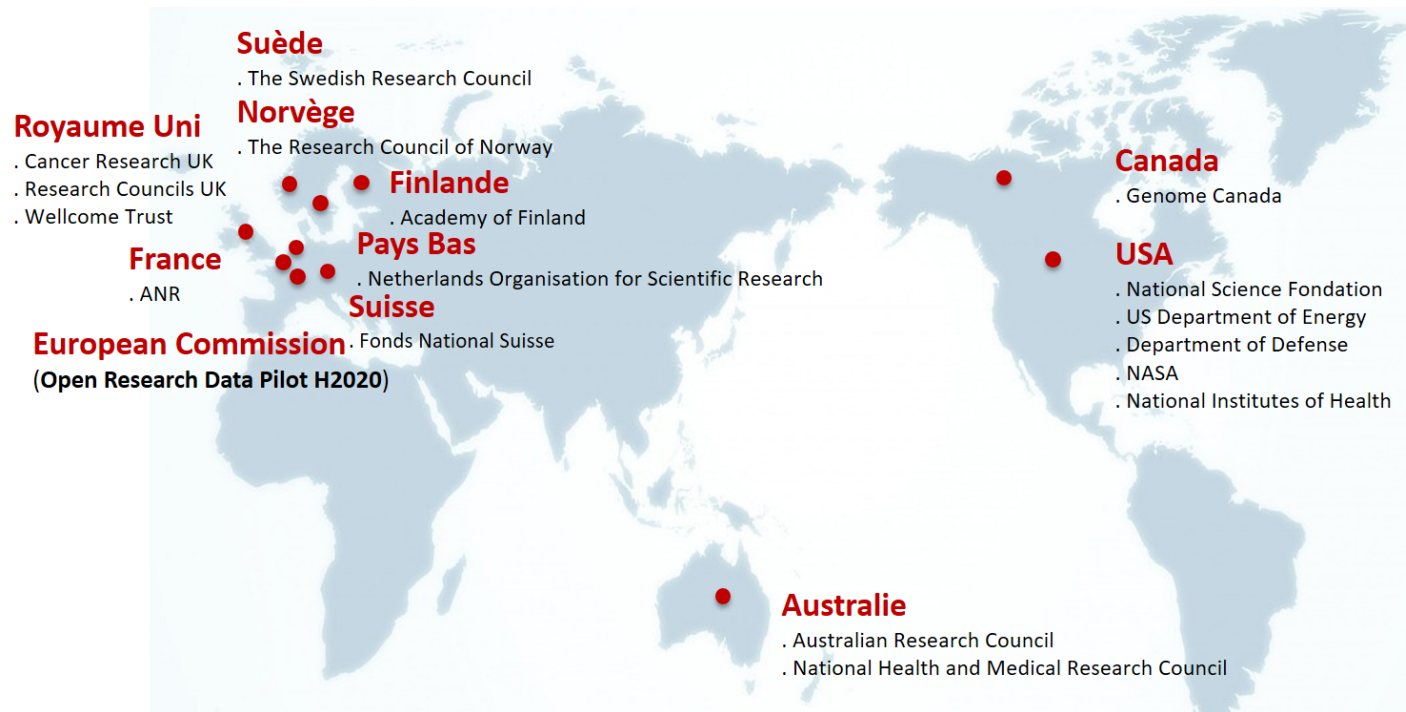 Suède
. The Swedish Research Council
Norvège
. The Research Council of Norway
Royaume Uni
. Cancer Research UK
. Research Councils UK
. Wellcome Trust
Finlande
. Academy of Finland
Pays Bas
. Netherlands Organisation for Scientific Research
France
. ANR
Suisse
. Fonds National Suisse
European Commission
(Open Research Data Pilot H2020)
Canada
. Genome Canada
USA
. National Science Fondation
. US Department of Energy
. Department of Defense
. NASA
. National Institutes of Health
Australie
. Australian Research Council
. National Health and Medical Research Council